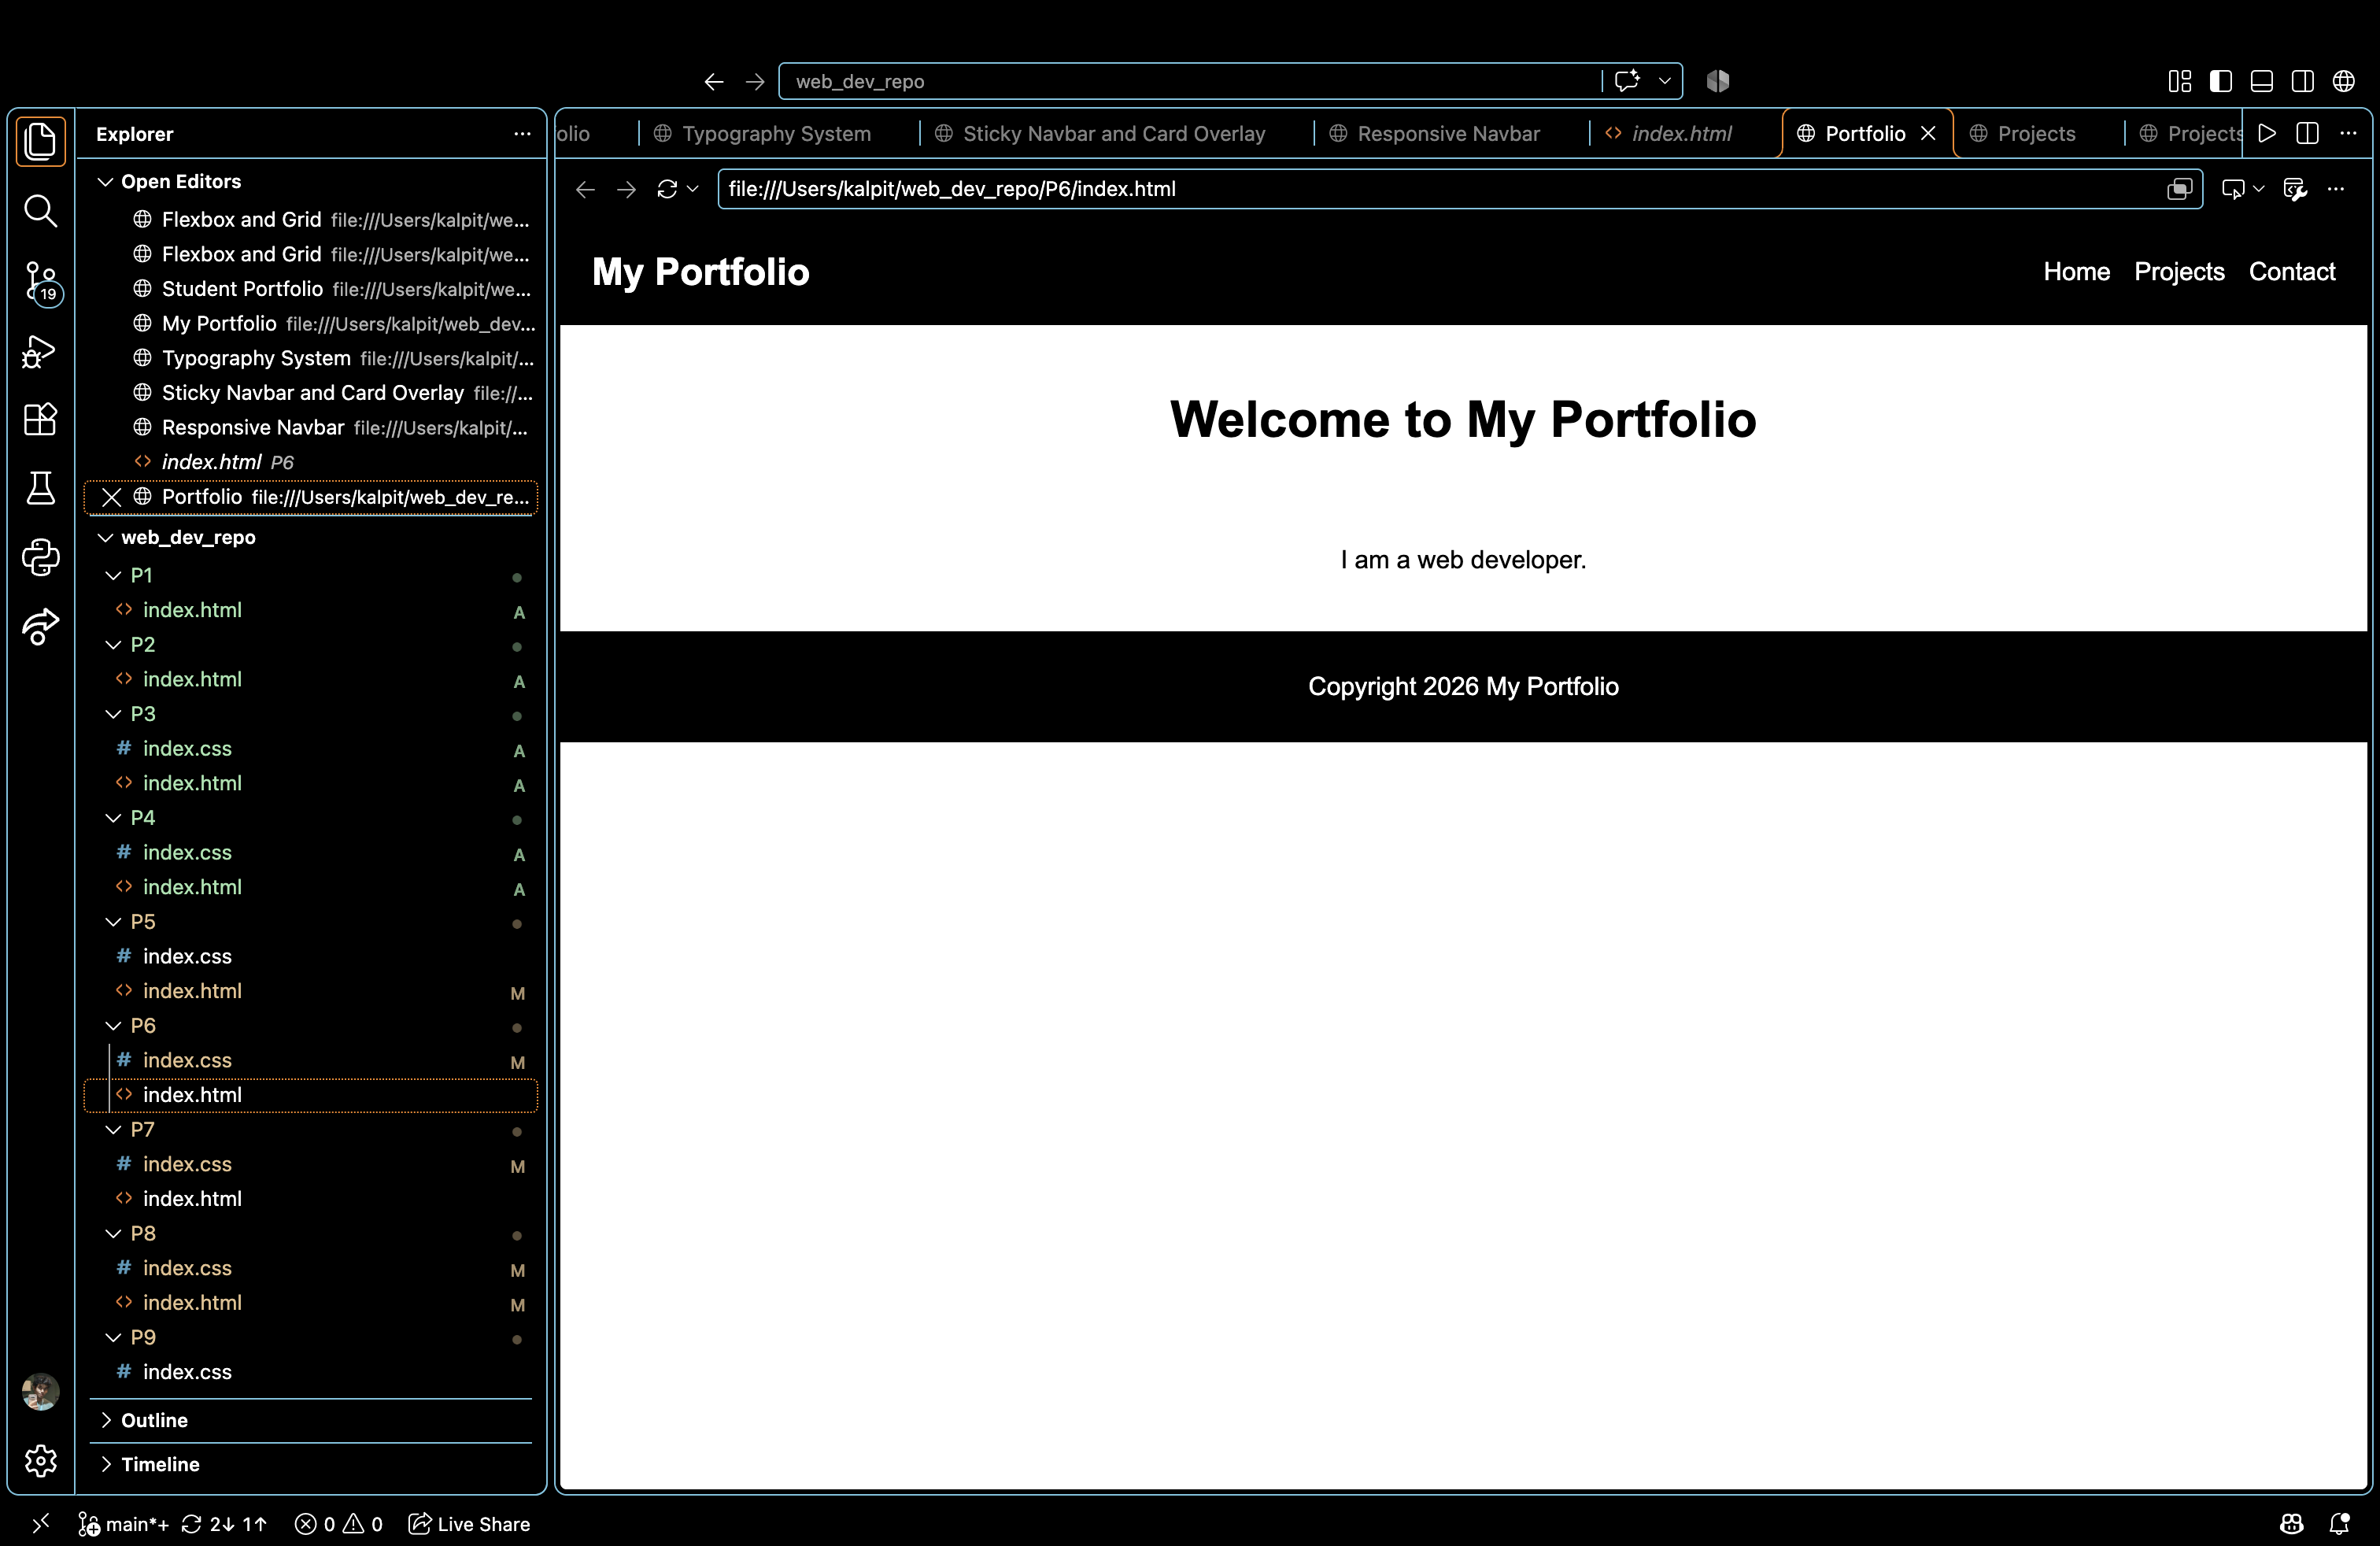 web_dev_repo
Explorer
olio
Typography System
Sticky Navbar and Card Overlay
Responsive Navbar
index.html
Portfolio
Projects
Projects
Open Editors
Flexbox and Grid file:///Users/kalpit/we...
Flexbox and Grid file:///Users/kalpit/we...
Student Portfolio file:///Users/kalpit/we...
My Portfolio file:///Users/kalpit/web_dev...
Typography System file:///Users/kalpit/...
Sticky Navbar and Card Overlay file://...
Responsive Navbar file:///Users/kalpit/...
index.html P6
Portfolio file:///Users/kalpit/web_dev_re...
web_dev_repo
P1
index.html A
P2
index.html A
P3
index.css A
index.html A
P4
index.css A
index.html A
P5
index.css
index.html M
P6
index.css M
index.html
P7
index.css M
index.html
P8
index.css M
index.html M
P9
index.css
Outline
Timeline
19
file:///Users/kalpit/web_dev_repo/P6/index.html
My Portfolio
Home Projects Contact
Welcome to My Portfolio
I am a web developer.
Copyright 2026 My Portfolio
main*+ 2↓ 1↑ 0 0 Live Share